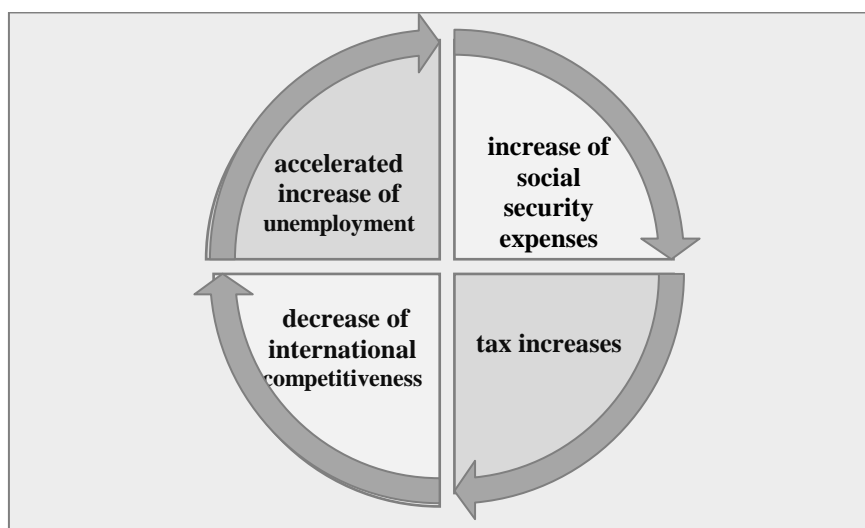 accelerated
increase of
unemployment
increase of
social
security
expenses
decrease of
international
competitiveness
tax increases